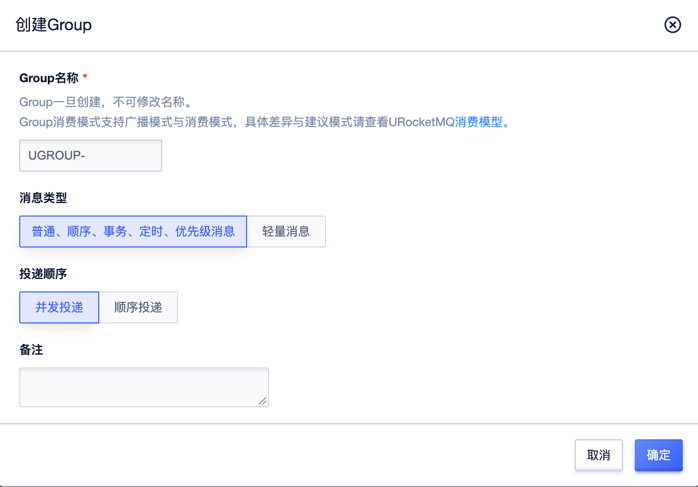 创建Group
Group名称 *
Group一旦创建，不可修改名称。
Group消费模式支持广播模式与消费模式，具体差异与建议模式请查看URocketMQ消费模型。
UGROUP-
消息类型
普通、顺序、事务、定时、优先级消息 轻量消息
投递顺序
并发投递 顺序投递
备注
取消 确定